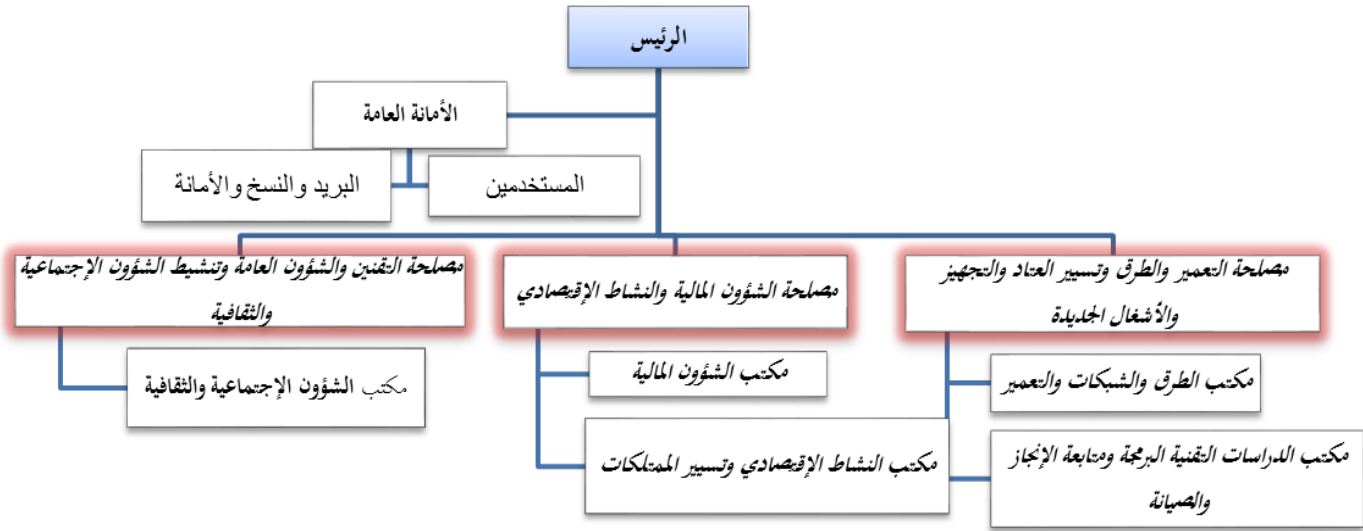 الرئيس
الأمانة العامة
المستخدمين
البريد والنسخ والأمانة
مصلحة التعمير والطرق وتسيير العتاد والتجهيز
والأشغال الجديدة
مصلحة الشؤون المالية والنشاط الإقتصادي
مصلحة التقنين والشؤون العامة وتنشيط الشؤون الإجتماعية
والثقافية
مكتب الطرق والشبكات والتعمير
مكتب الدراسات التقنية البرمجة ومتابعة الإنجاز
والصيانة
مكتب الشؤون المالية
مكتب النشاط الإقتصادي وتسيير الممتلكات
مكتب الشؤون الإجتماعية والثقافية